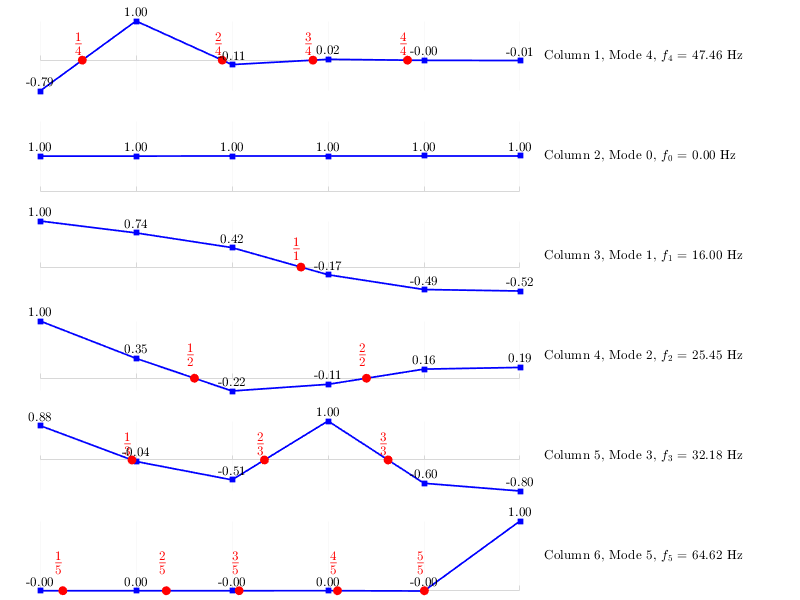 1.00
1/4 2/4 3/4 4/4
-0.79 -0.11 0.02 -0.00 -0.01
Column 1, Mode 4, f4 = 47.46 Hz
1.00 1.00 1.00 1.00 1.00 1.00
Column 2, Mode 0, f0 = 0.00 Hz
1.00 0.74 0.42 -0.17 -0.49 -0.52
1/1
Column 3, Mode 1, f1 = 16.00 Hz
1.00 0.35 -0.22 -0.11 0.16 0.19
1/2 2/2
Column 4, Mode 2, f2 = 25.45 Hz
0.88 -0.04 -0.51 1.00 -0.60 -0.80
1/3 2/3 3/3
Column 5, Mode 3, f3 = 32.18 Hz
1/5 2/5 3/5 4/5 5/5
-0.00 0.00 -0.00 0.00 -0.00 1.00
Column 6, Mode 5, f5 = 64.62 Hz